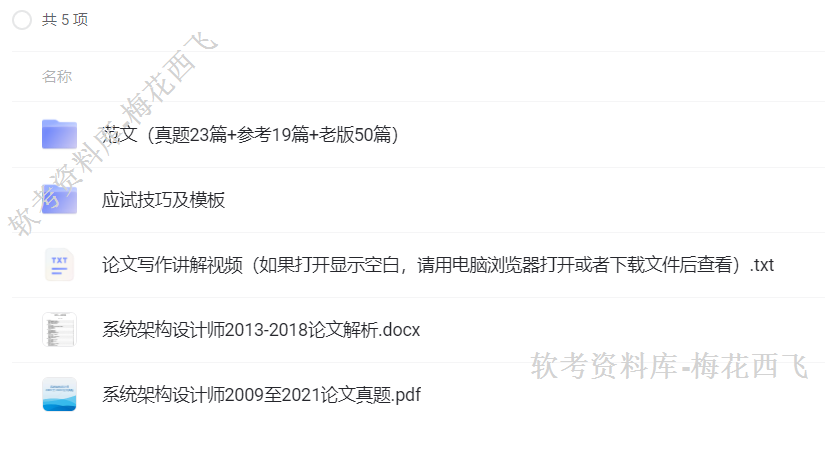 共 5 项
名称
范文（真题23篇+参考19篇+老版50篇）
应试技巧及模板
TXT
论文写作讲解视频（如果打开显示空白，请用电脑浏览器打开或者下载文件后查看）.txt
系统架构设计师2013-2018论文解析.docx
系统架构设计师2009至2021论文真题.pdf
软考资料库-梅花西飞
软考资料库-梅花西飞